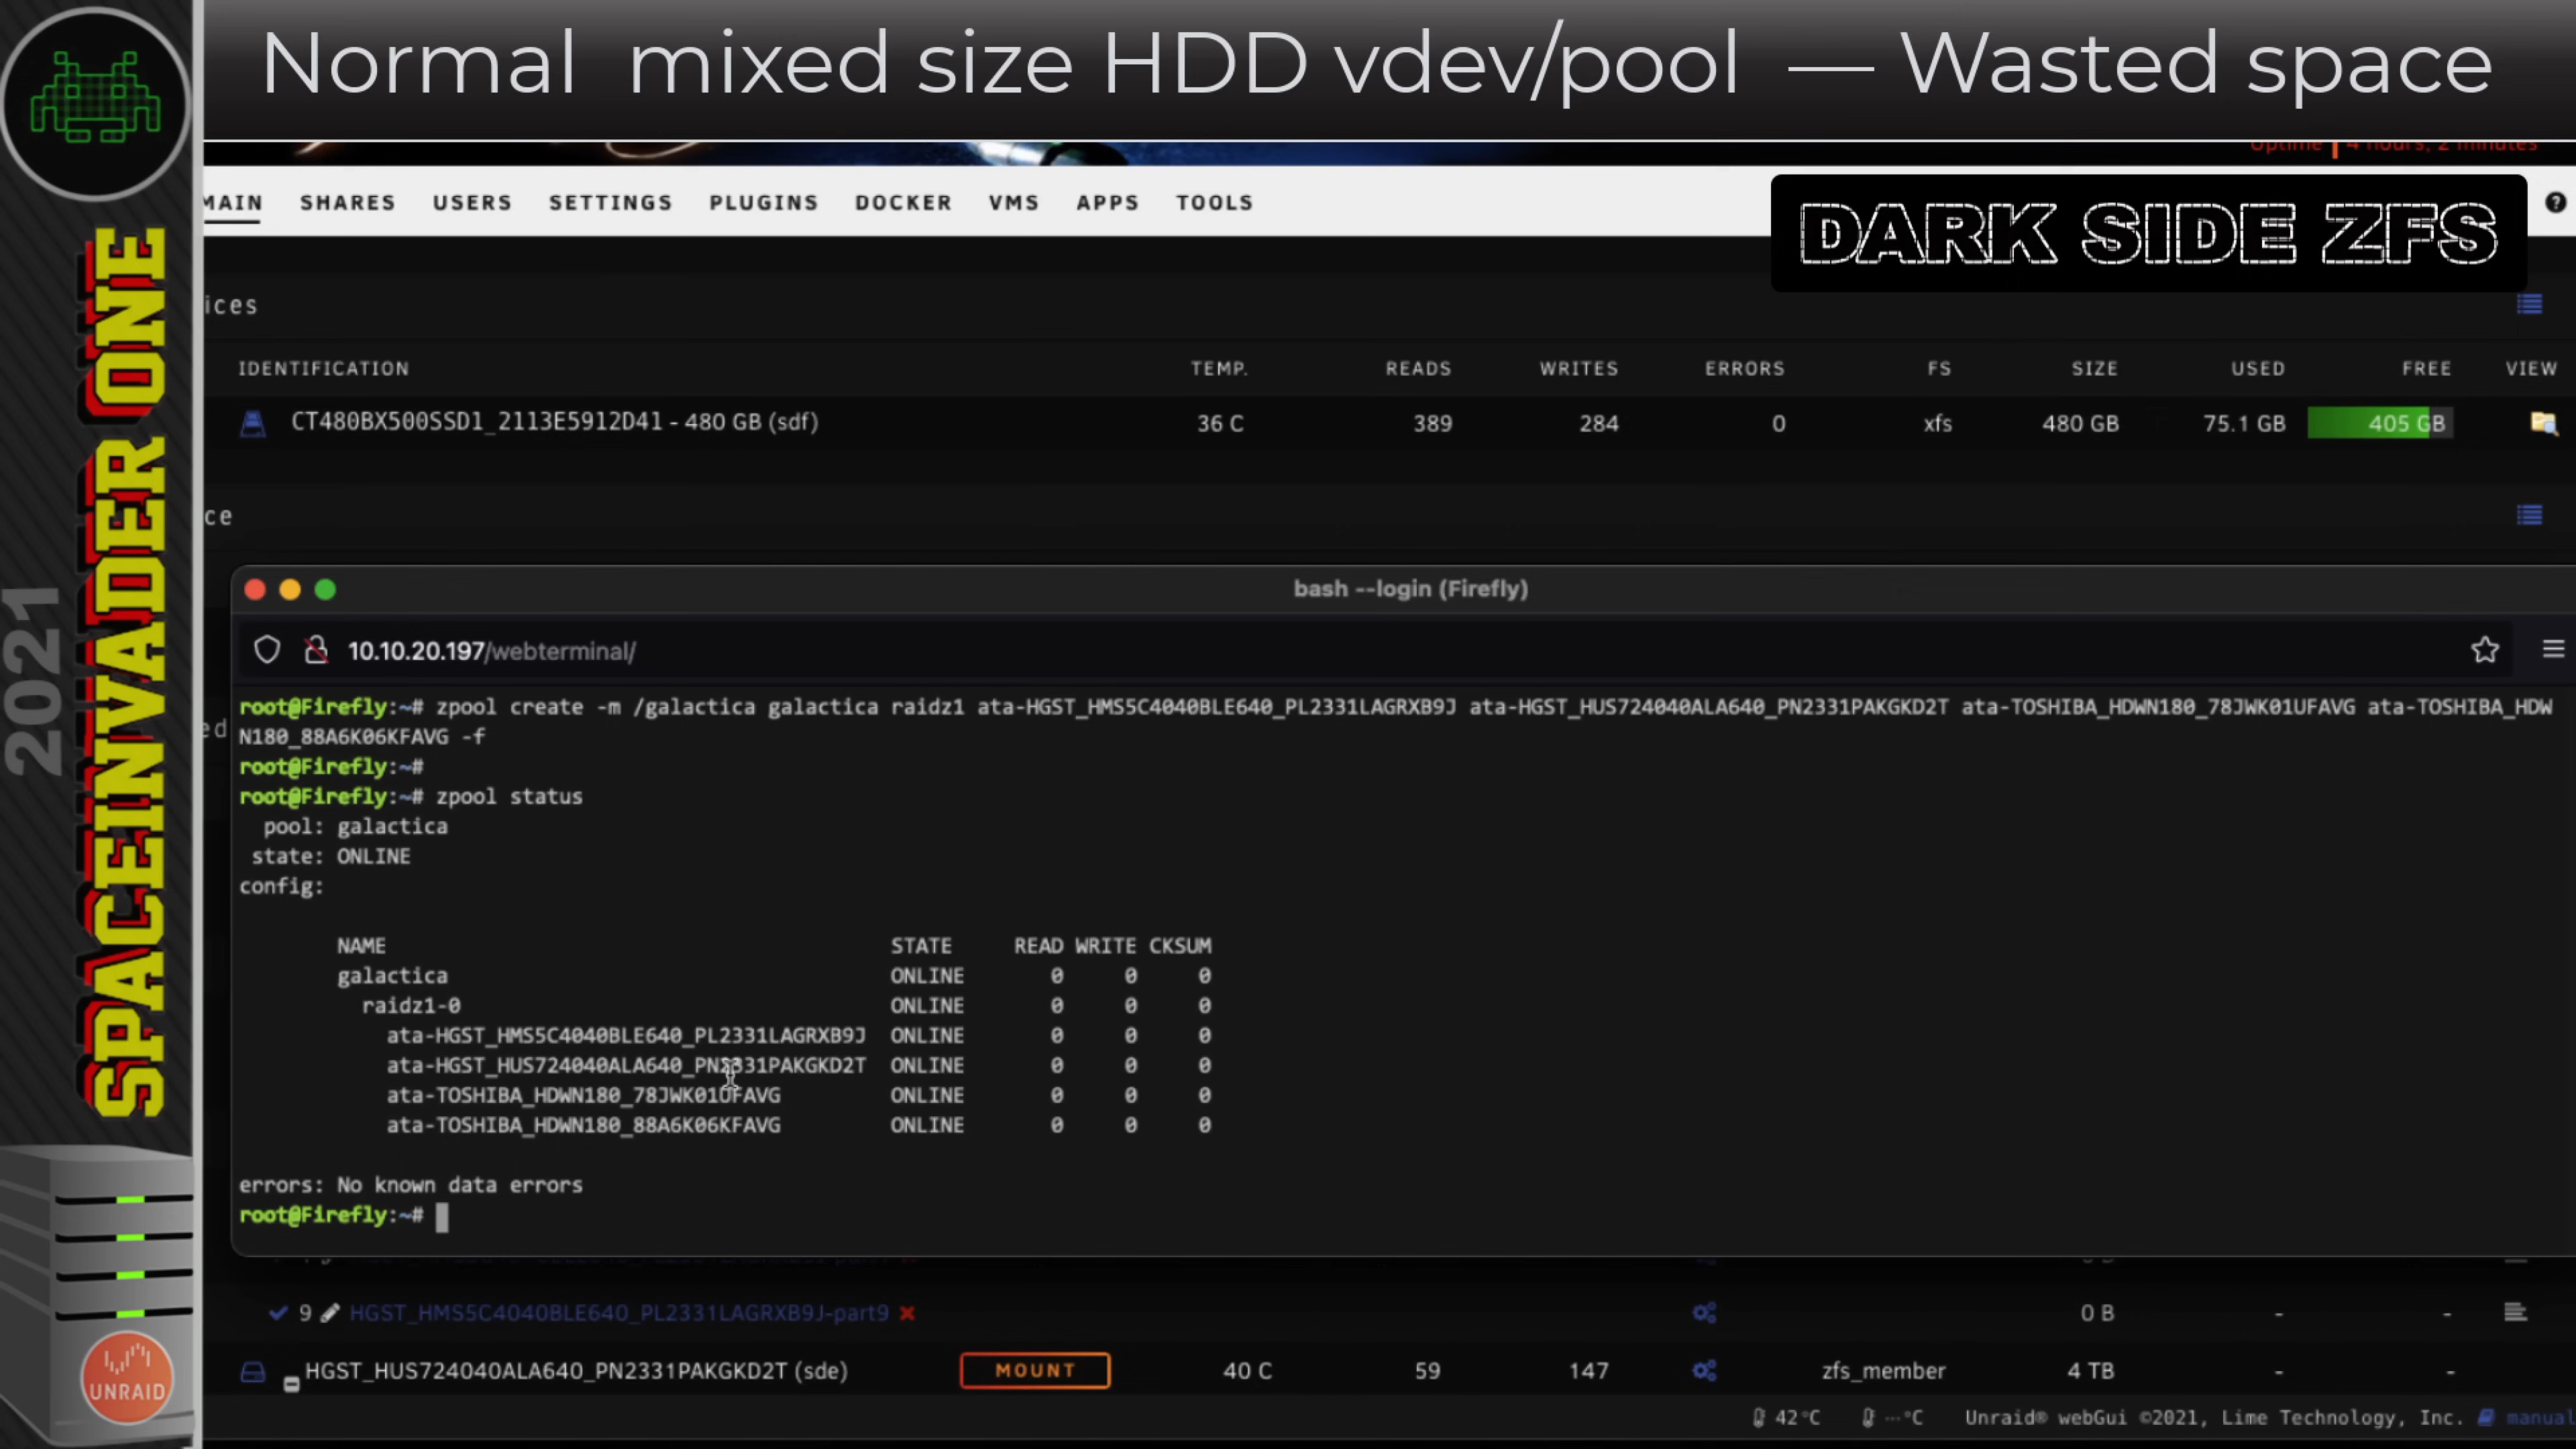 Normal mixed size HDD vdev/pool — Wasted space
SPACEINVADER ONE
2021
UNRAID
Uptime 4 hours, 2 minutes
MAIN SHARES USERS SETTINGS PLUGINS DOCKER VMS APPS TOOLS
DARK SIDE ZFS
ices
IDENTIFICATION TEMP. READS WRITES ERRORS FS SIZE USED FREE VIEW
CT480BX500SSD1_2113E5912D41 - 480 GB (sdf) 36 C 389 284 0 xfs 480 GB 75.1 GB 405 GB
ce
bash --login (Firefly)
10.10.20.197/webterminal/
root@Firefly:~# zpool create -m /galactica galactica raidz1 ata-HGST_HMS5C4040BLE640_PL2331LAGRXB9J ata-HGST_HUS724040ALA640_PN2331PAKGKD2T ata-TOSHIBA_HDWN180_78JWK01UFAVG ata-TOSHIBA_HDW
ed
N180_88A6K06KFAVG -f
root@Firefly:~#
root@Firefly:~# zpool status
pool: galactica
state: ONLINE
config:
NAME STATE READ WRITE CKSUM
galactica ONLINE 0 0 0
raidz1-0 ONLINE 0 0 0
ata-HGST_HMS5C4040BLE640_PL2331LAGRXB9J ONLINE 0 0 0
ata-HGST_HUS724040ALA640_PN2331PAKGKD2T ONLINE 0 0 0
ata-TOSHIBA_HDWN180_78JWK01UFAVG ONLINE 0 0 0
ata-TOSHIBA_HDWN180_88A6K06KFAVG ONLINE 0 0 0
errors: No known data errors
root@Firefly:~#
9 HGST_HMS5C4040BLE640_PL2331LAGRXB9J-part9 0 B - -
HGST_HUS724040ALA640_PN2331PAKGKD2T (sde) MOUNT 40 C 59 147 zfs_member 4 TB - -
42 °C --- °C Unraid® webGui ©2021, Lime Technology, Inc. manual